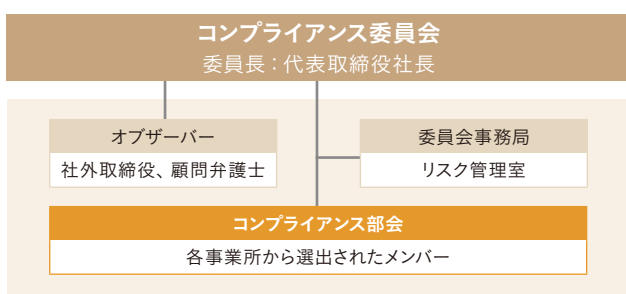 コンプライアンス委員会
委員長：代表取締役社長
オブザーバー
社外取締役、顧問弁護士
委員会事務局
リスク管理室
コンプライアンス部会
各事業所から選出されたメンバー